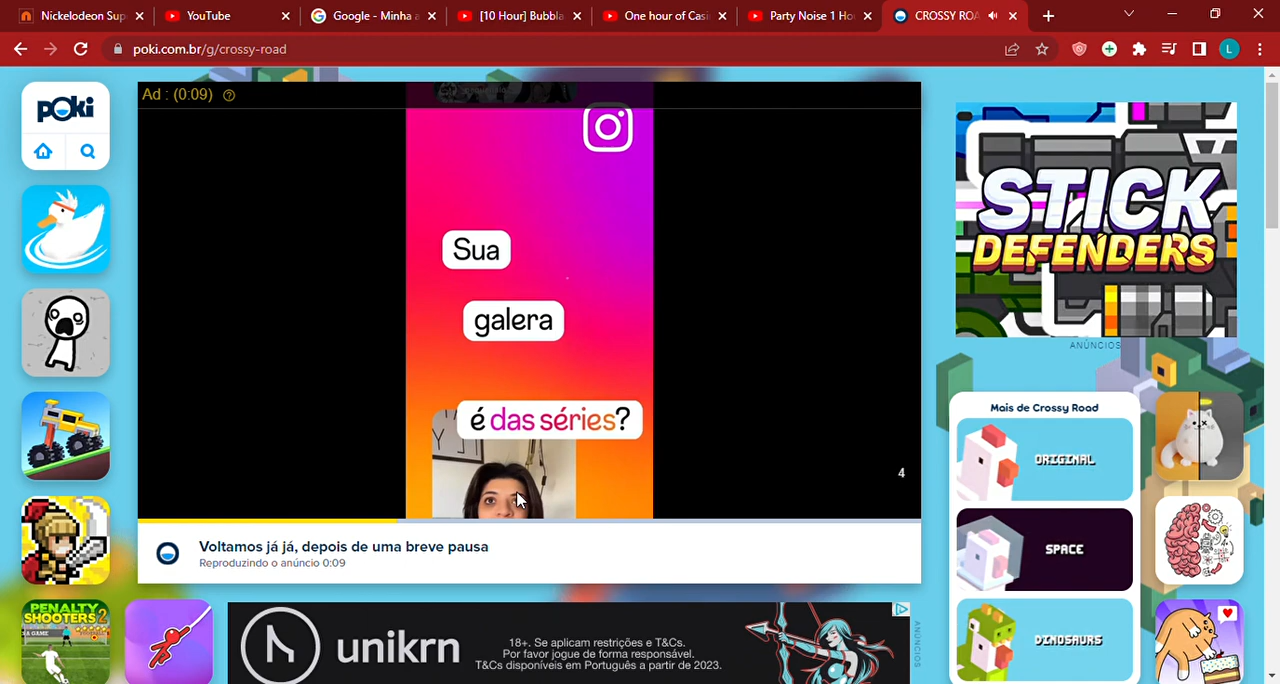 Nickelodeon Sup
YouTube
Google - Minha a
[10 Hour] Bubbla
One hour of Casi
Party Noise 1 Ho
CROSSY ROA
poki.com.br/g/crossy-road
L
poki
Ad : (0:09)
Sua
galera
é das séries?
4
Voltamos já já, depois de uma breve pausa
Reproduzindo o anúncio 0:09
STICK
DEFENDERS
ANÚNCIOS
Mais de Crossy Road
ORIGINAL
SPACE
DINOSAURS
PENALTY
SHOOTERS 2
unikrn
18+. Se aplicam restrições e T&Cs.
Por favor jogue de forma responsável.
T&Cs disponíveis em Português a partir de 2023.
ANÚNCIOS